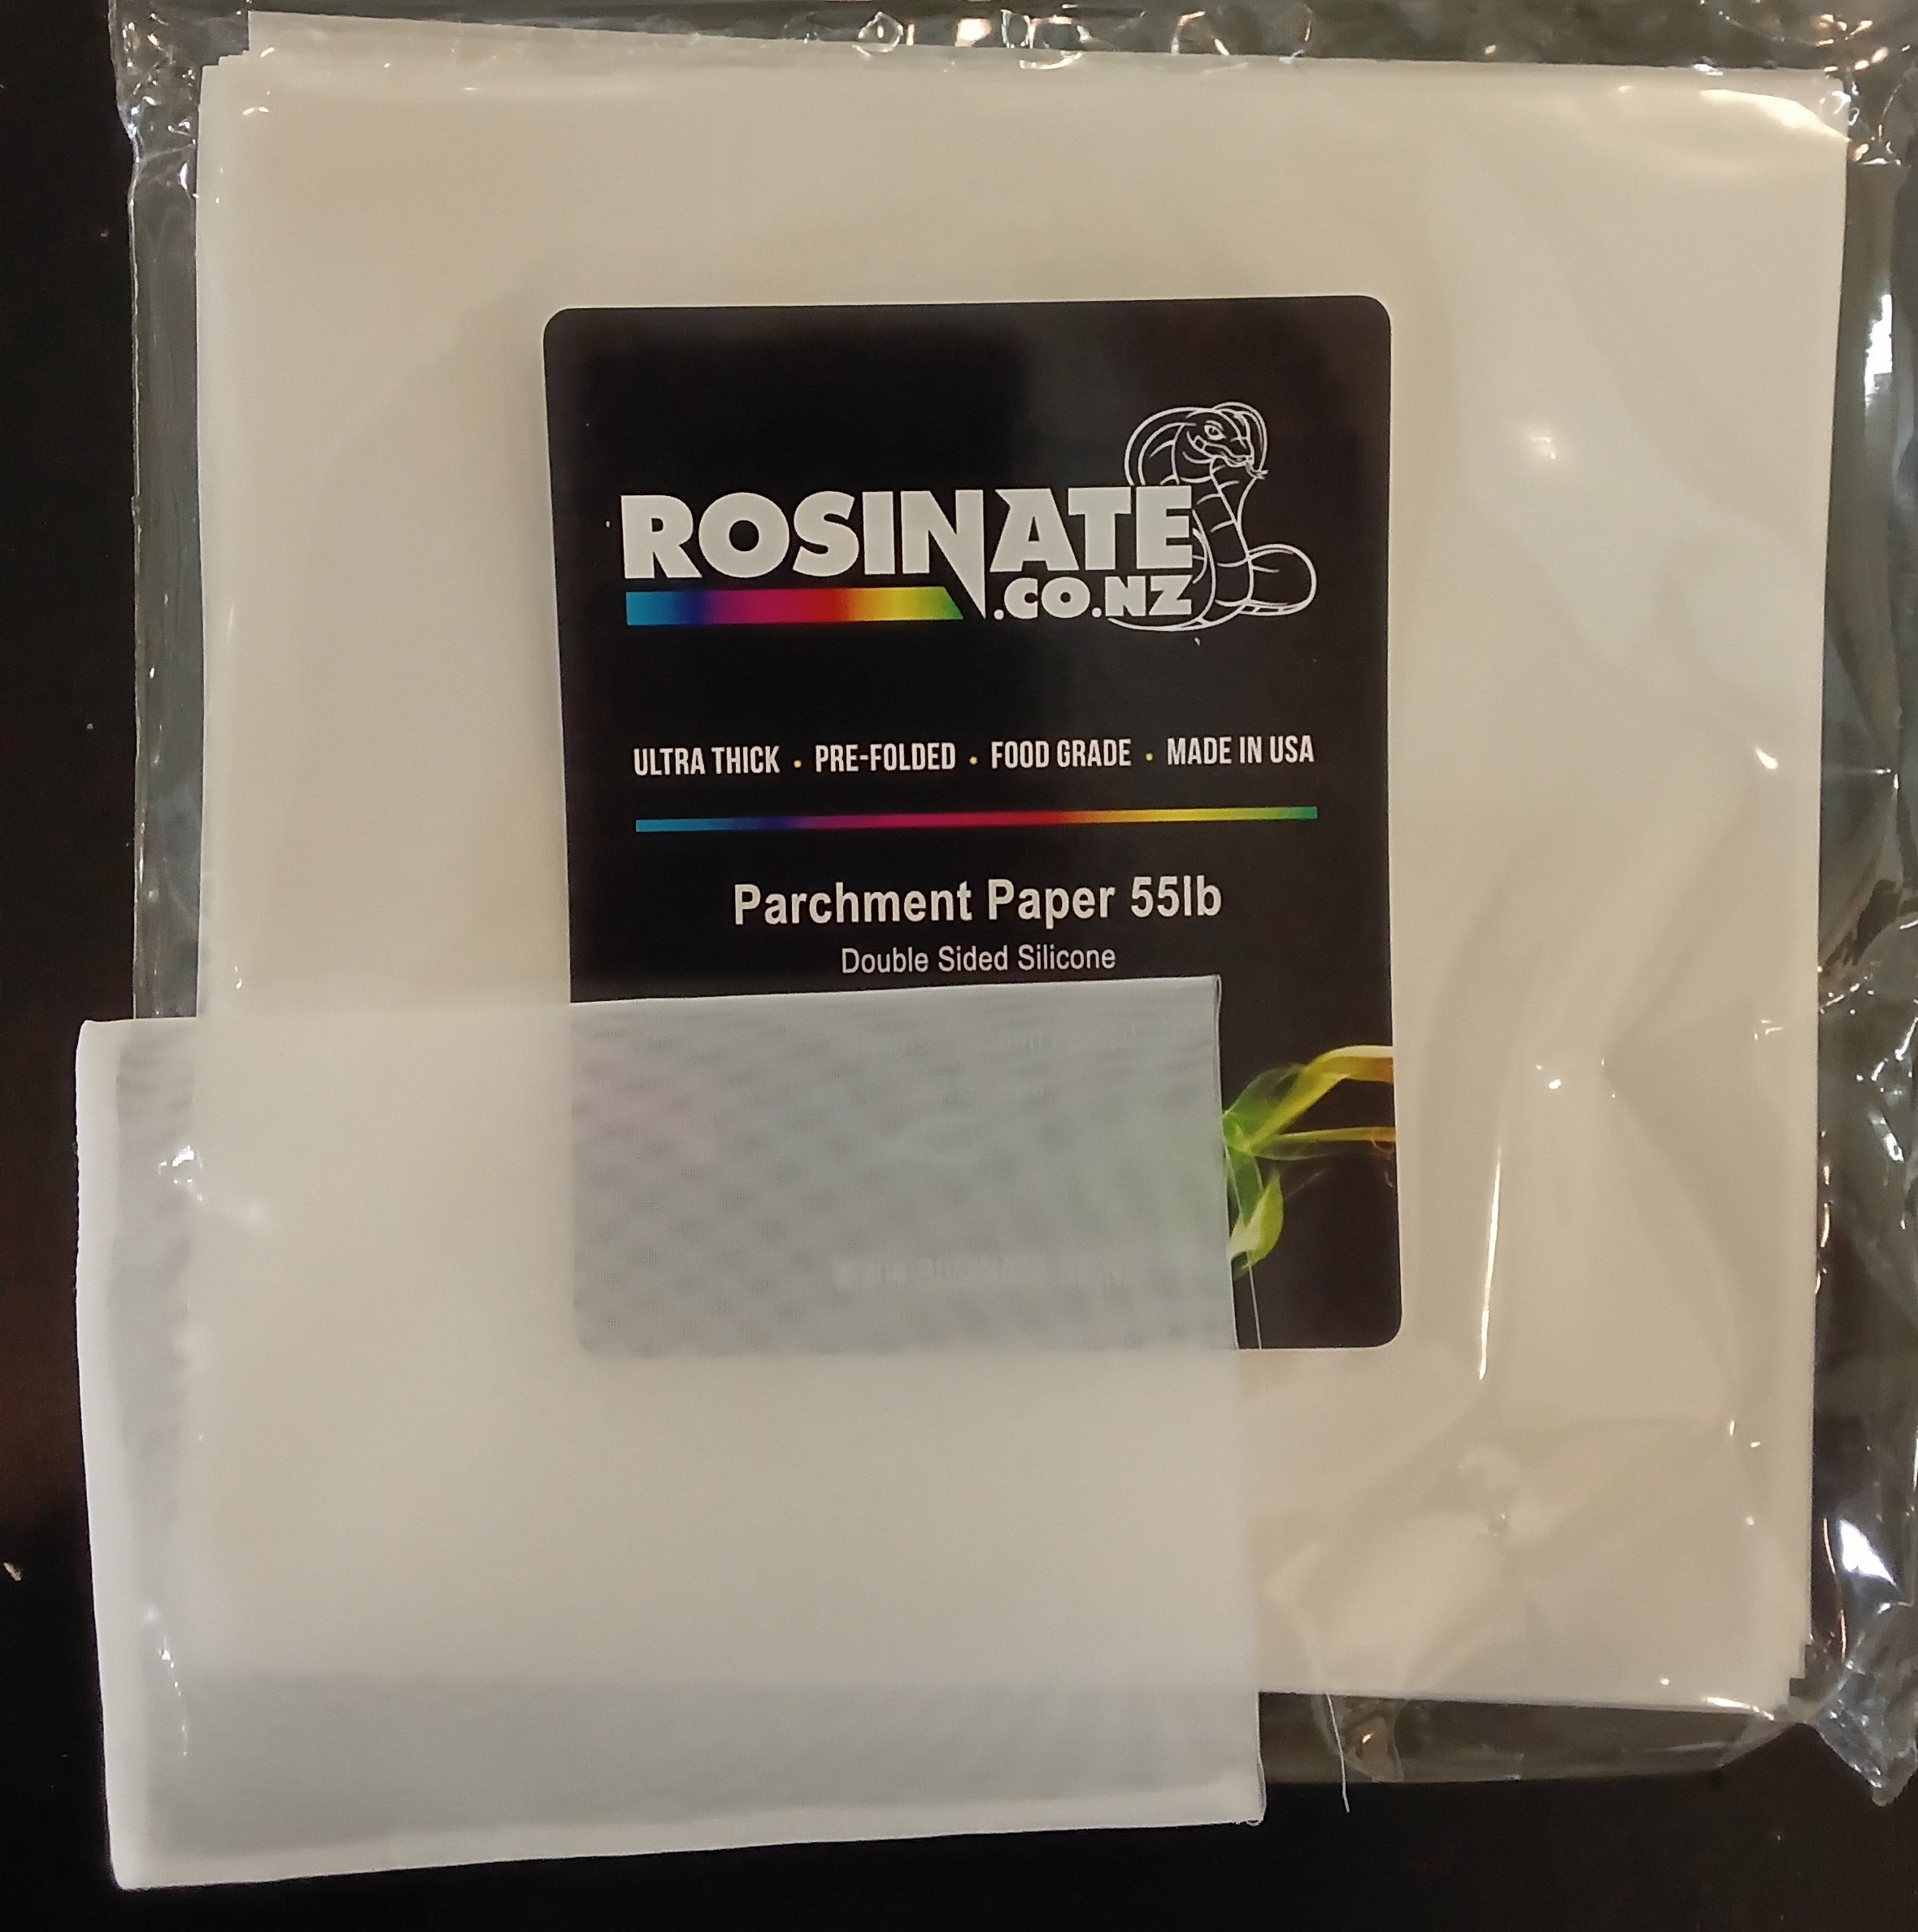 ROSINATE
.CO.NZ
ULTRA THICK • PRE-FOLDED • FOOD GRADE • MADE IN USA
Parchment Paper 55lb
Double Sided Silicone